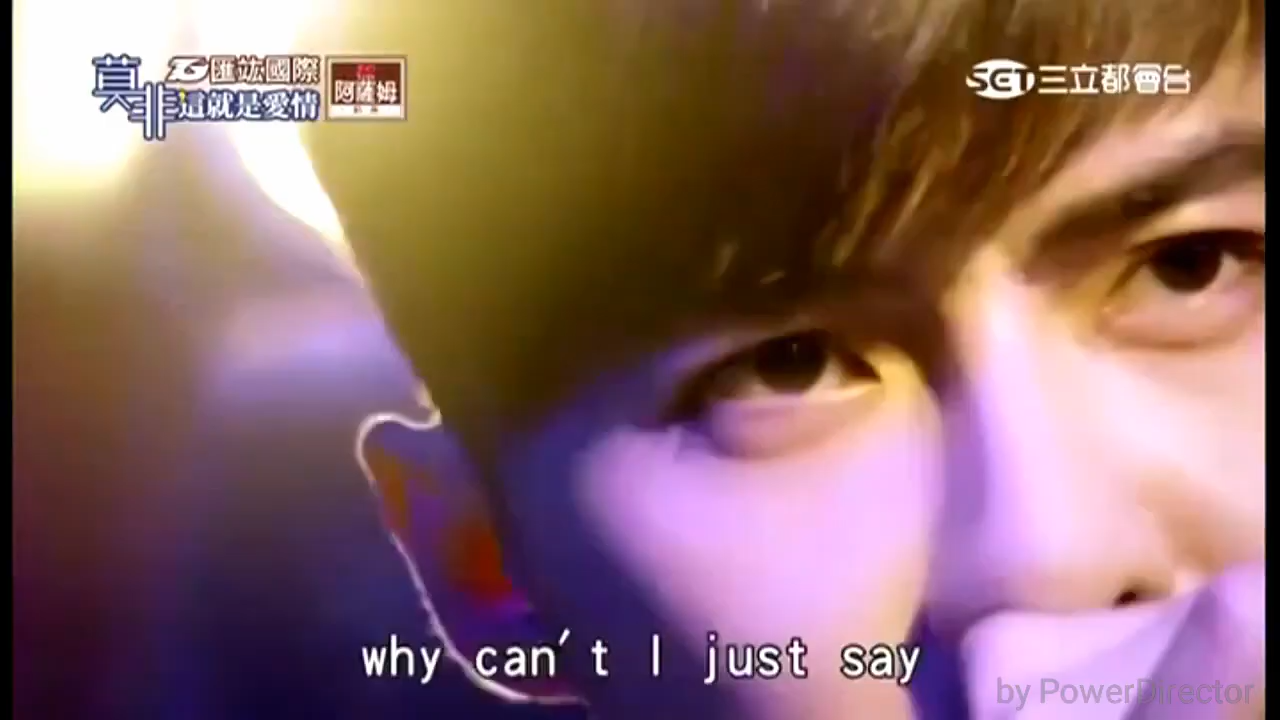 莫非
匯竑國際
這就是愛情
阿薩姆
SET三立都會台
why can't I just say
by PowerDirector